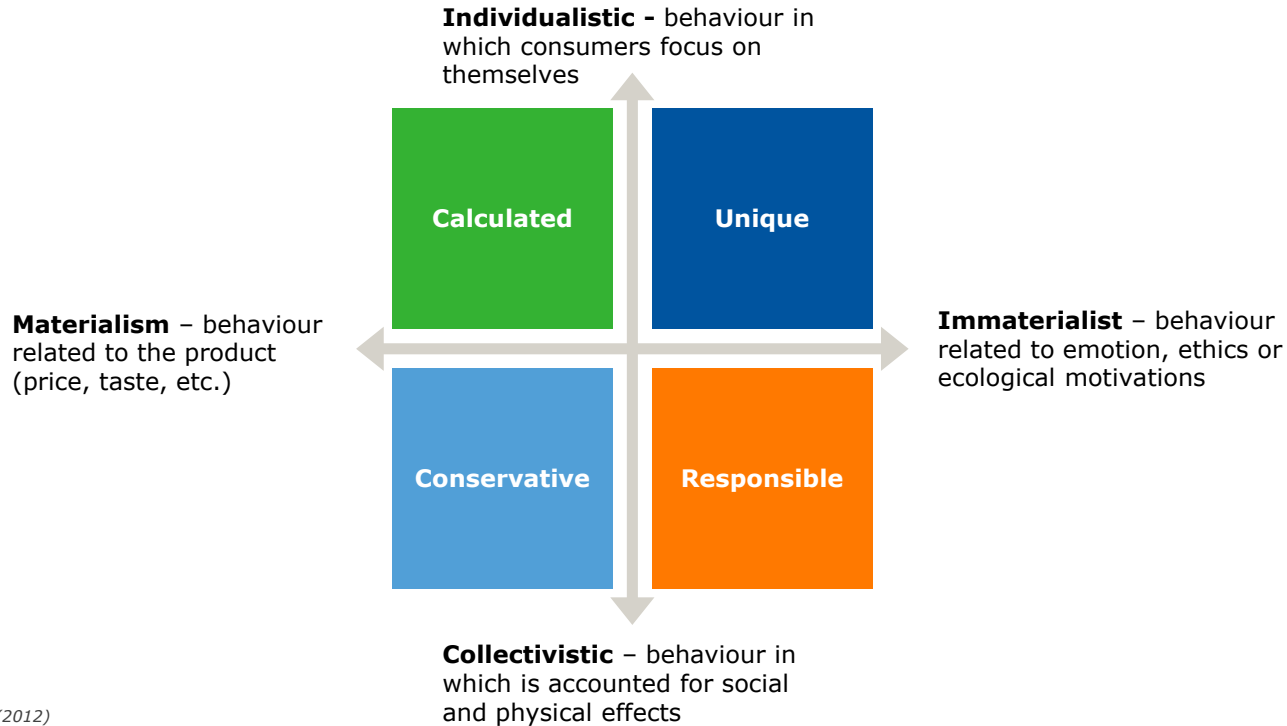 Individualistic - behaviour in
which consumers focus on
themselves
Calculated
Unique
Materialism – behaviour
related to the product
(price, taste, etc.)
Immaterialist – behaviour
related to emotion, ethics or
ecological motivations
Conservative
Responsible
Collectivistic – behaviour in
which is accounted for social
and physical effects
2012)